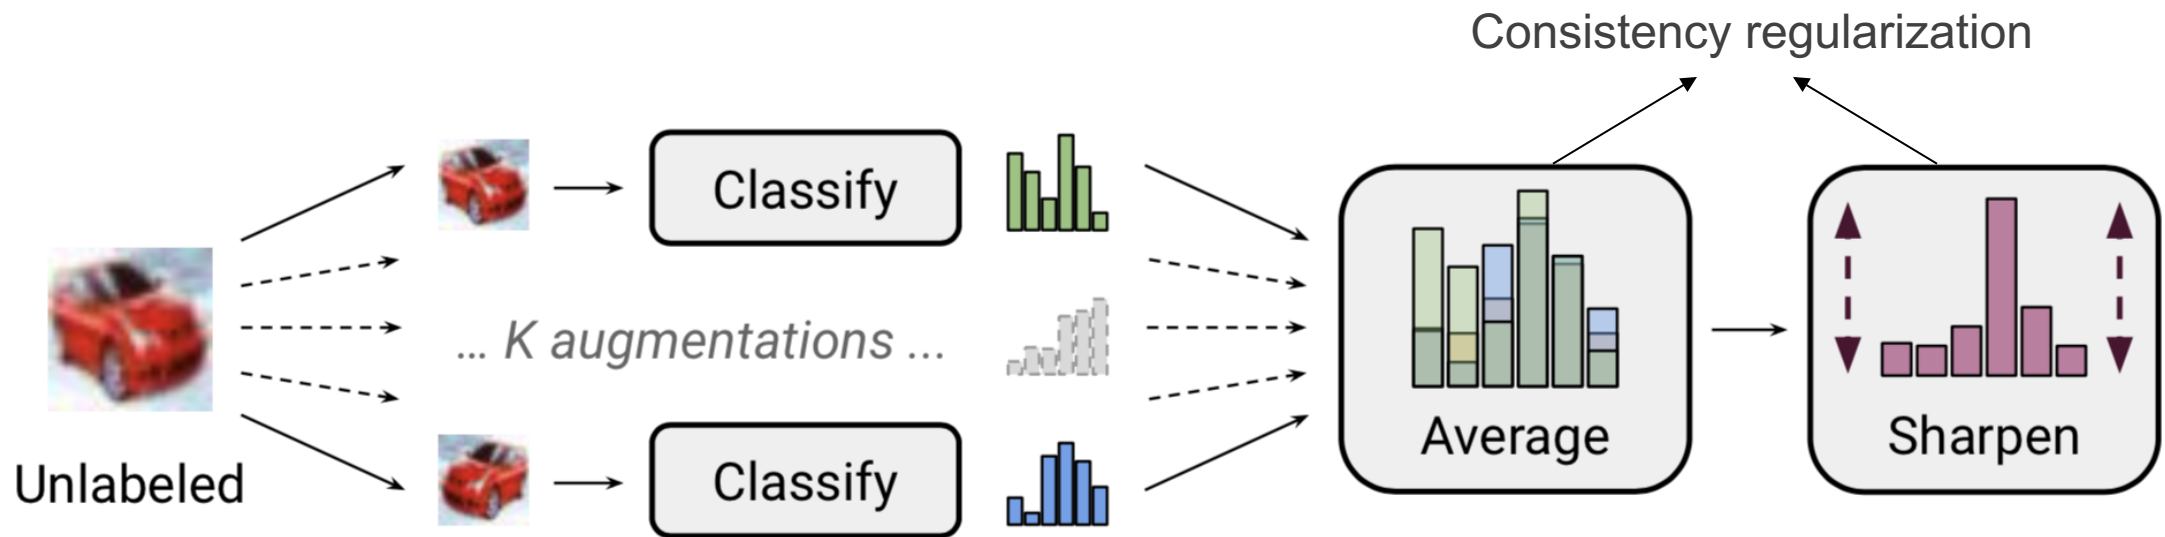 Consistency regularization
Classify
... K augmentations ...
Unlabeled
Classify
Average
Sharpen